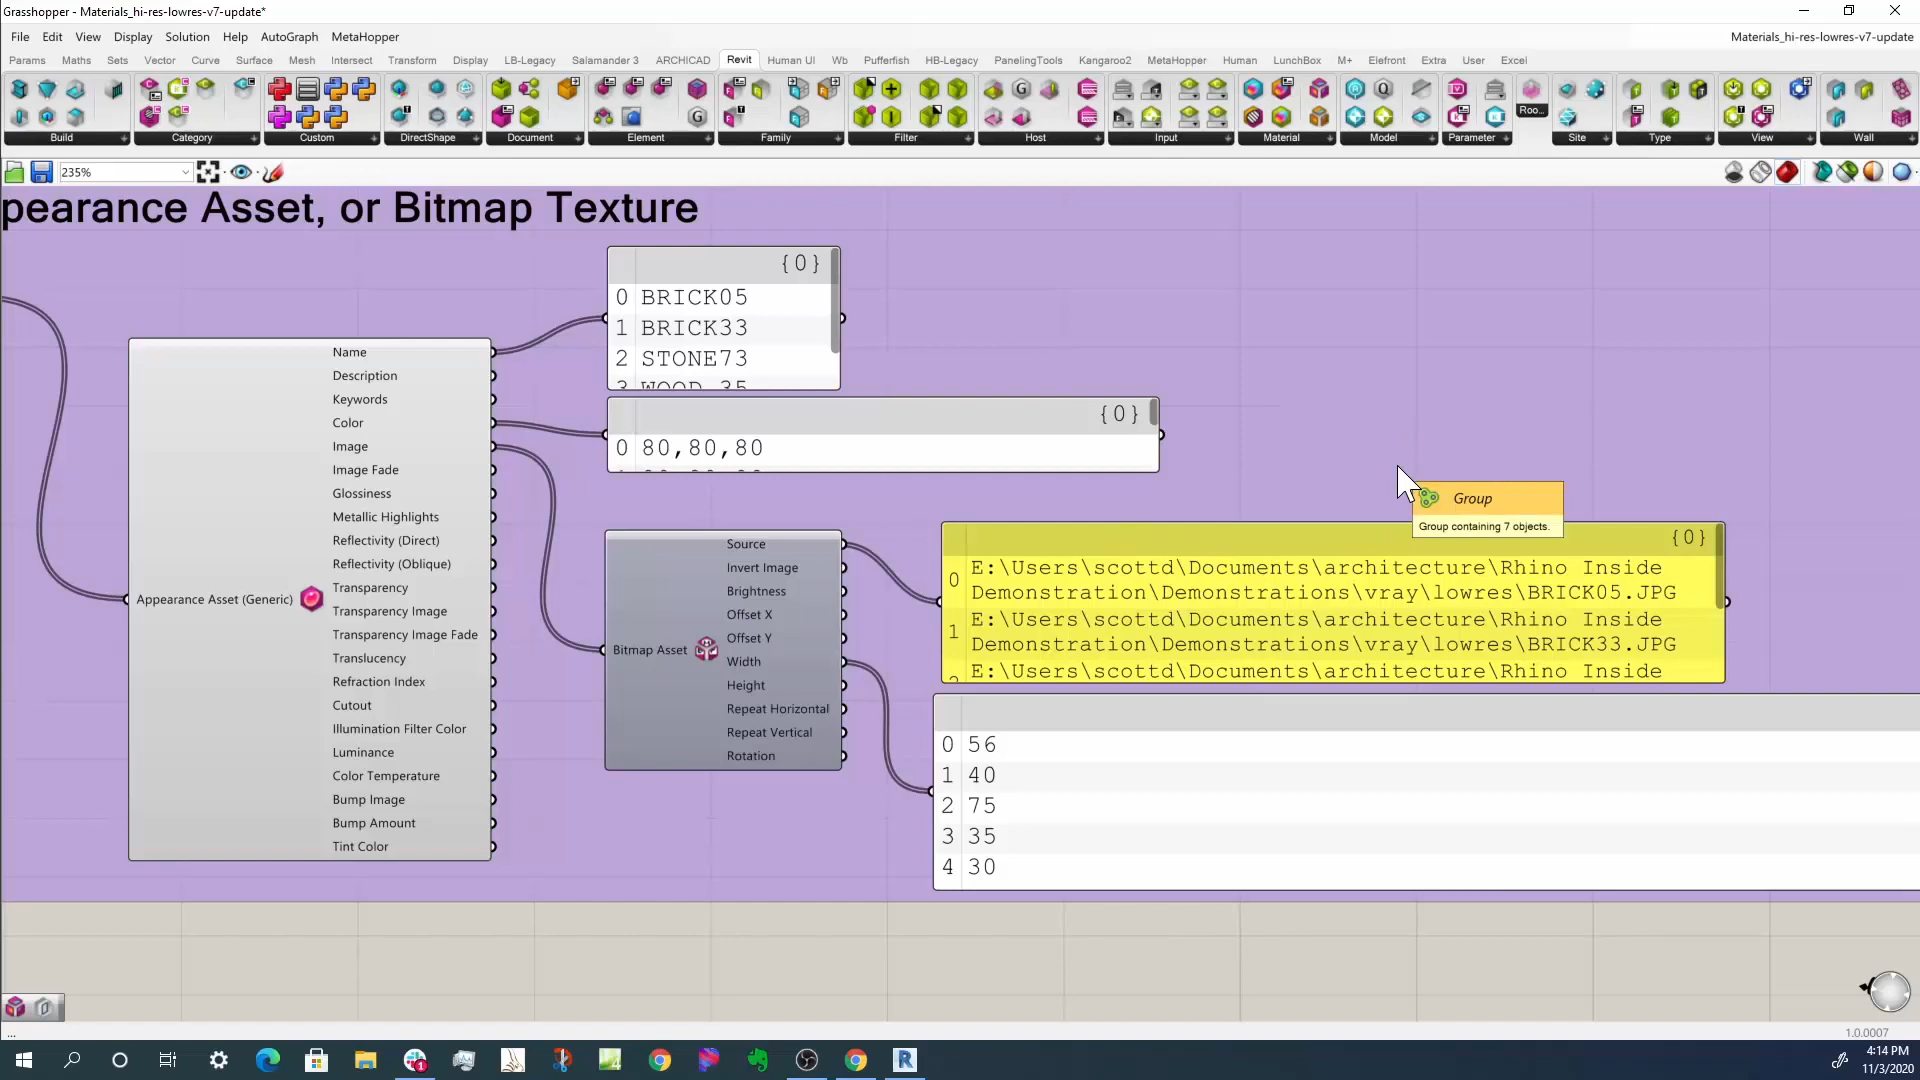 Grasshopper - Materials_hi-res-lowres-v7-update*
File Edit View Display Solution Help AutoGraph MetaHopper
Materials_hi-res-lowres-v7-update
Params Maths Sets Vector Curve Surface Mesh Intersect Transform Display LB-Legacy Salamander 3 ARCHICAD Revit Human UI Wb Pufferfish HB-Legacy PanelingTools Kangaroo2 MetaHopper Human LunchBox M+ Elefront Extra User Excel
Roo...
Build Category Custom DirectShape Document Element Family Filter Host Input Material Model Parameter Site Type View Wall
235%
pearance Asset, or Bitmap Texture
{0}
0 BRICK05
1 BRICK33
2 STONE73
3 WOOD_35
{0}
0 80,80,80
Appearance Asset (Generic)
Name
Description
Keywords
Color
Image
Image Fade
Glossiness
Metallic Highlights
Reflectivity (Direct)
Reflectivity (Oblique)
Transparency
Transparency Image
Transparency Image Fade
Translucency
Refraction Index
Cutout
Illumination Filter Color
Luminance
Color Temperature
Bump Image
Bump Amount
Tint Color
Bitmap Asset
Source
Invert Image
Brightness
Offset X
Offset Y
Width
Height
Repeat Horizontal
Repeat Vertical
Rotation
Group
Group containing 7 objects.
{0}
0 E:\Users\scottd\Documents\architecture\Rhino Inside
Demonstration\Demonstrations\vray\lowres\BRICK05.JPG
1 E:\Users\scottd\Documents\architecture\Rhino Inside
Demonstration\Demonstrations\vray\lowres\BRICK33.JPG
E:\Users\scottd\Documents\architecture\Rhino Inside
0 56
1 40
2 75
3 35
4 30
...
1.0.0007
4:14 PM
11/3/2020